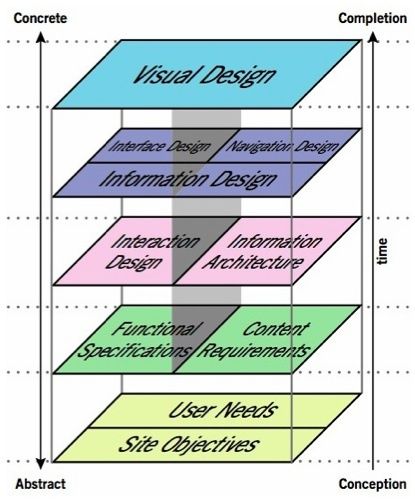 Concrete
Completion
Visual Design
Interface Design
Navigation Design
Information Design
Interaction
Design
Information
Architecture
time
Functional
Specifications
Content
Requirements
User Needs
Site Objectives
Abstract
Conception